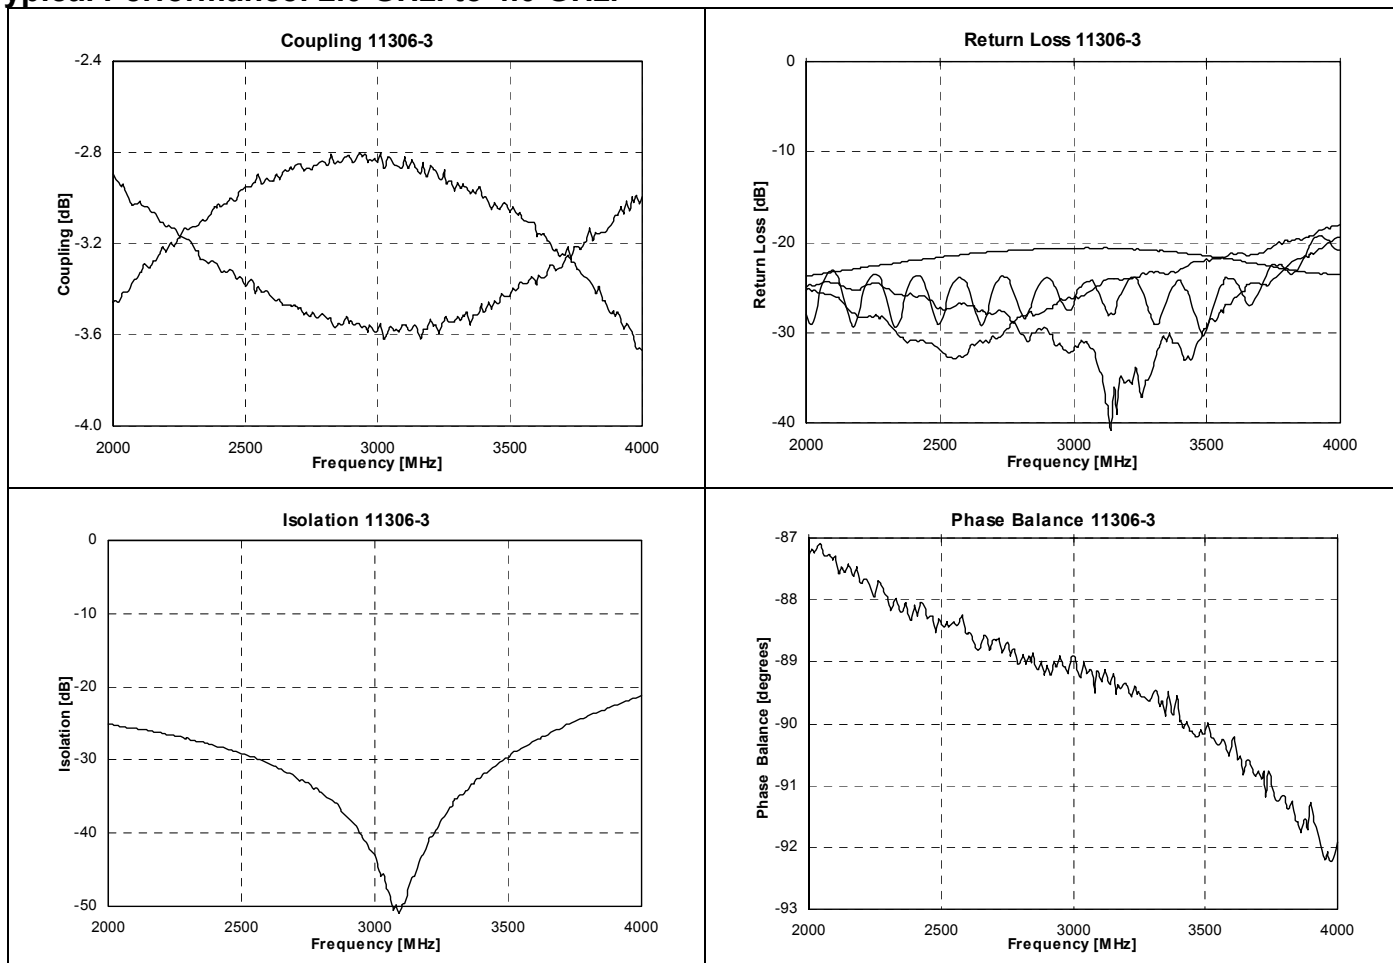 Coupling 11306-3
-2.4
-2.8
-3.2
-3.6
-4.0
Coupling [dB]
2000 2500 3000 3500 4000
Frequency [MHz]
Return Loss 11306-3
0
-10
-20
-30
-40
Return Loss [dB]
2000 2500 3000 3500 4000
Frequency [MHz]
Isolation 11306-3
0
-10
-20
-30
-40
-50
Isolation [dB]
2000 2500 3000 3500 4000
Frequency [MHz]
Phase Balance 11306-3
-87
-88
-89
-90
-91
-92
-93
Phase Balance [degrees]
2000 2500 3000 3500 4000
Frequency [MHz]